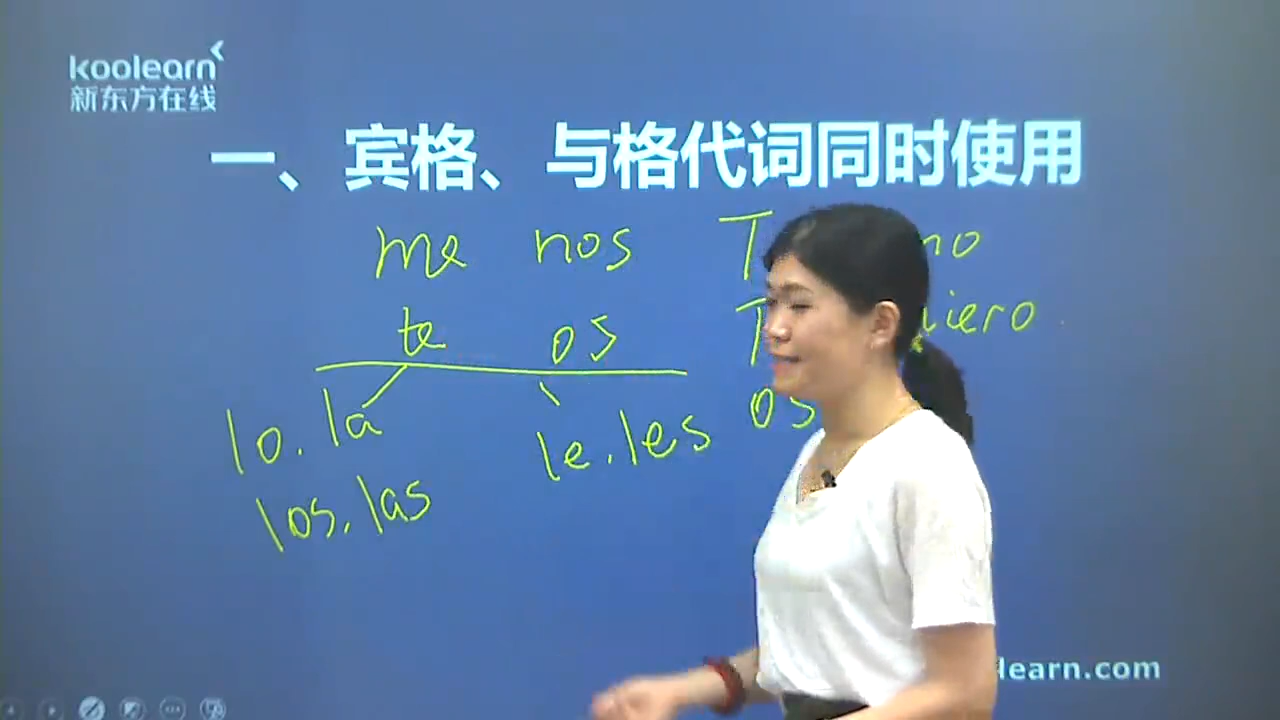 koolearn
新东方在线
一、宾格、与格代词同时使用
me nos T
te os
os
lo.la
le.les
los.las
learn.com